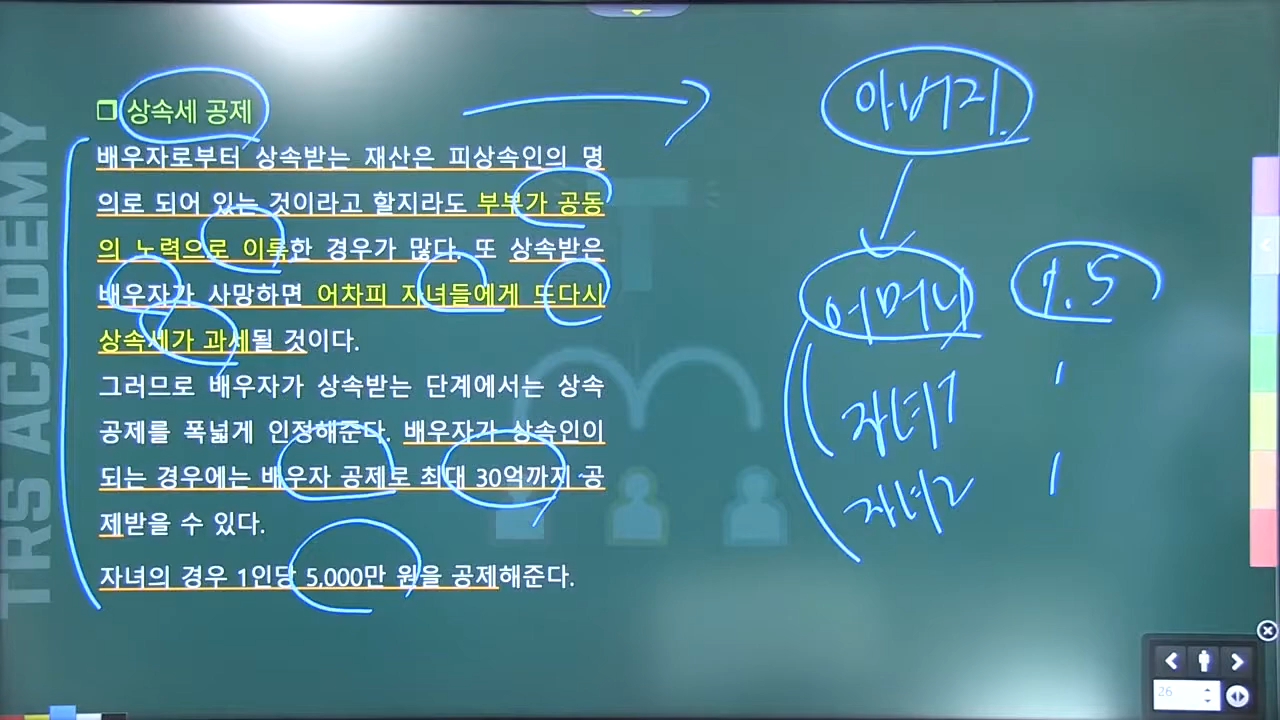 ❐ 상속세 공제
배우자로부터 상속받는 재산은 피상속인의 명
의로 되어 있는 것이라고 할지라도 부부가 공동
의 노력으로 이룩한 경우가 많다. 또 상속받은
배우자가 사망하면 어차피 자녀들에게 또다시
상속세가 과세될 것이다.
그러므로 배우자가 상속받는 단계에서는 상속
공제를 폭넓게 인정해준다. 배우자가 상속인이
되는 경우에는 배우자 공제로 최대 30억까지 공
제받을 수 있다.
자녀의 경우 1인당 5,000만 원을 공제해준다.
아버지
어머니 1.5
자녀1 1
자녀2 1
TRS ACADEMY
26